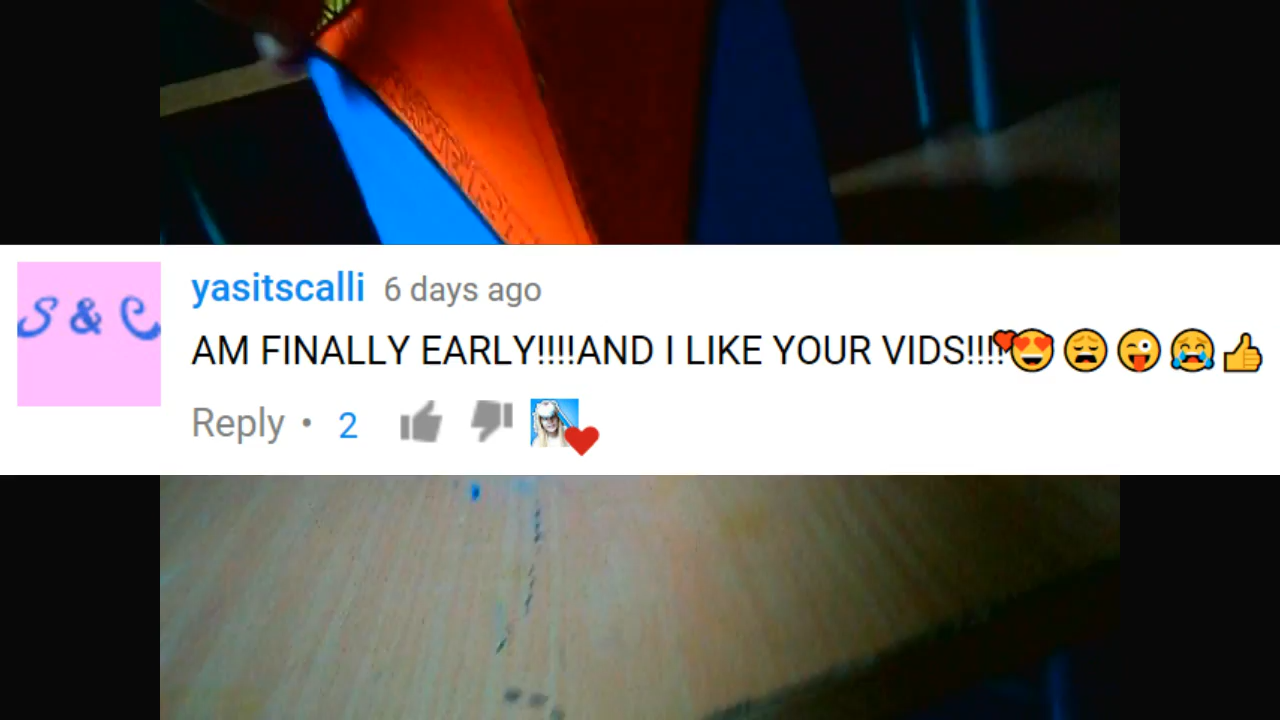 S & C
yasitscalli 6 days ago
AM FINALLY EARLY!!!!AND I LIKE YOUR VIDS!!!!😍😩😜😂👍
Reply • 2